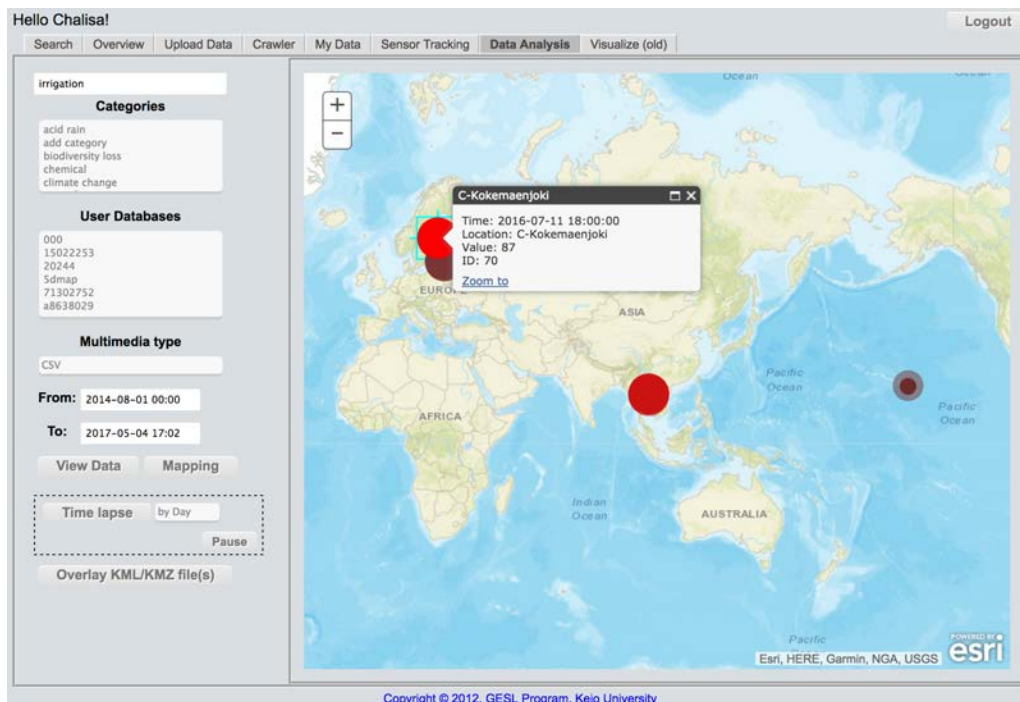 Hello Chalisa!
Logout
Search Overview Upload Data Crawler My Data Sensor Tracking Data Analysis Visualize (old)
irrigation
Categories
acid rain
add category
biodiversity loss
chemical
climate change
User Databases
000
15022253
20244
5dmap
71302752
a8638029
Multimedia type
CSV
From: 2014-08-01 00:00
To: 2017-05-04 17:02
View Data Mapping
Time lapse by Day
Pause
Overlay KML/KMZ file(s)
+
−
Ocean
C-Kokemaenjoki
Time: 2016-07-11 18:00:00
Location: C-Kokemaenjoki
Value: 87
ID: 70
Zoom to
EUROPE
ASIA
Pacific
Ocean
AFRICA
Pacific
Ocean
Indian
Ocean
AUSTRALIA
Pacific
POWERED BY
esri
Esri, HERE, Garmin, NGA, USGS
Copyright © 2012, GESL Program, Keio University